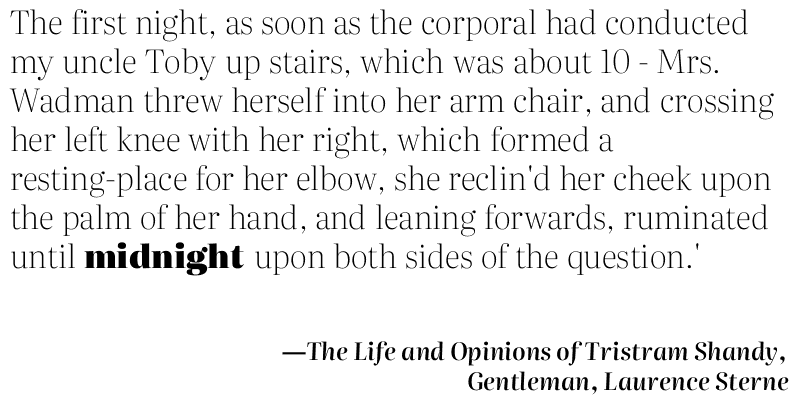 The first night, as soon as the corporal had conducted
my uncle Toby up stairs, which was about 10 - Mrs.
Wadman threw herself into her arm chair, and crossing
her left knee with her right, which formed a
resting-place for her elbow, she reclin'd her cheek upon
the palm of her hand, and leaning forwards, ruminated
until midnight upon both sides of the question.'
—The Life and Opinions of Tristram Shandy,
Gentleman, Laurence Sterne